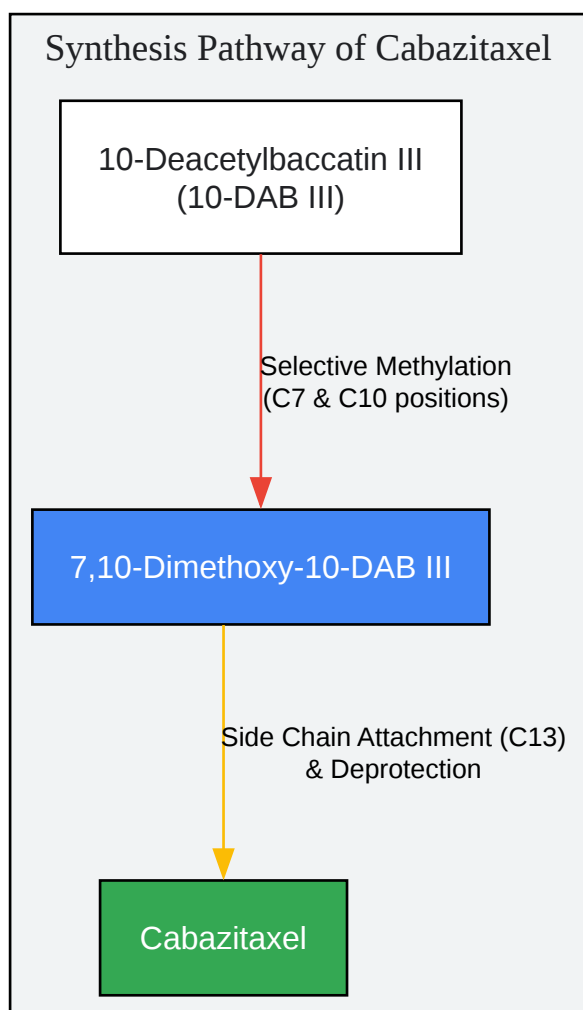 Synthesis Pathway of Cabazitaxel
10-Deacetylbaccatin III
(10-DAB III)
Selective Methylation
(C7 & C10 positions)
7,10-Dimethoxy-10-DAB III
Side Chain Attachment (C13)
& Deprotection
Cabazitaxel